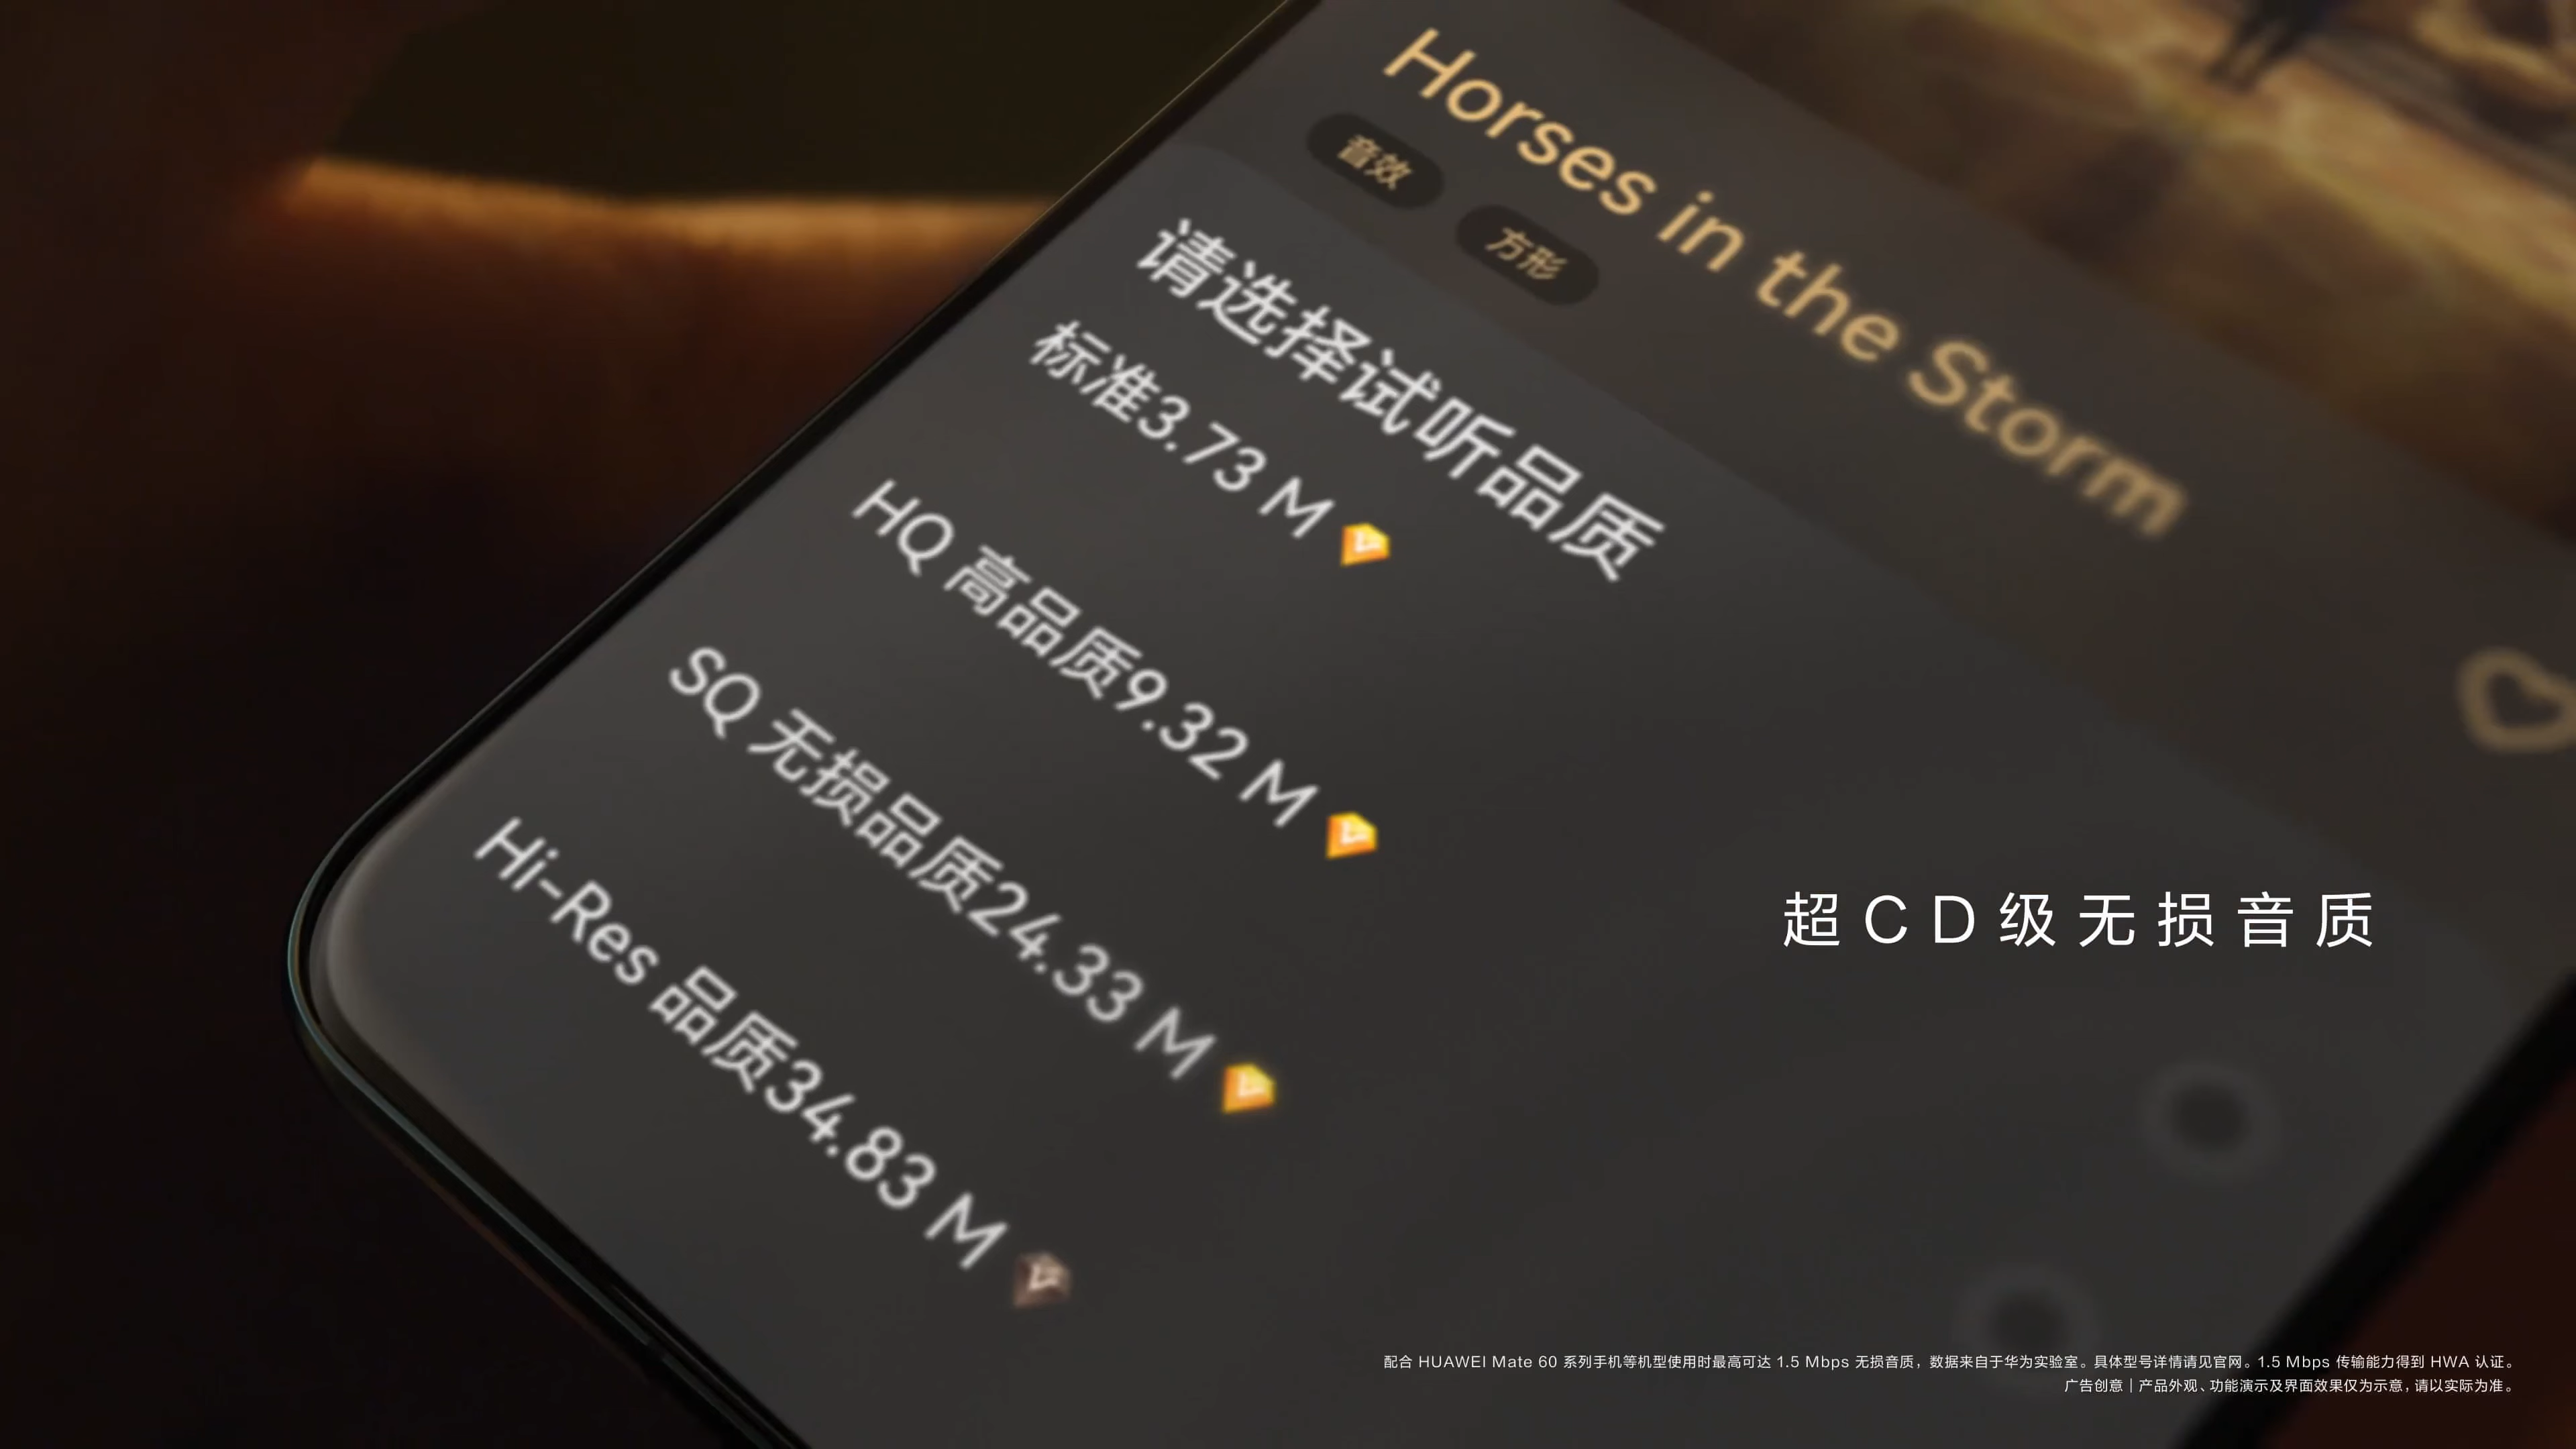 Horses in the Storm
音效
方形
请选择试听品质
标准3.73 M
HQ 高品质9.32 M
SQ 无损品质24.33 M
Hi-Res 品质34.83 M
超CD级无损音质
配合 HUAWEI Mate 60 系列手机等机型使用时最高可达 1.5 Mbps 无损音质，数据来自于华为实验室。具体型号详情请见官网。1.5 Mbps 传输能力得到 HWA 认证。
广告创意｜产品外观、功能演示及界面效果仅为示意，请以实际为准。